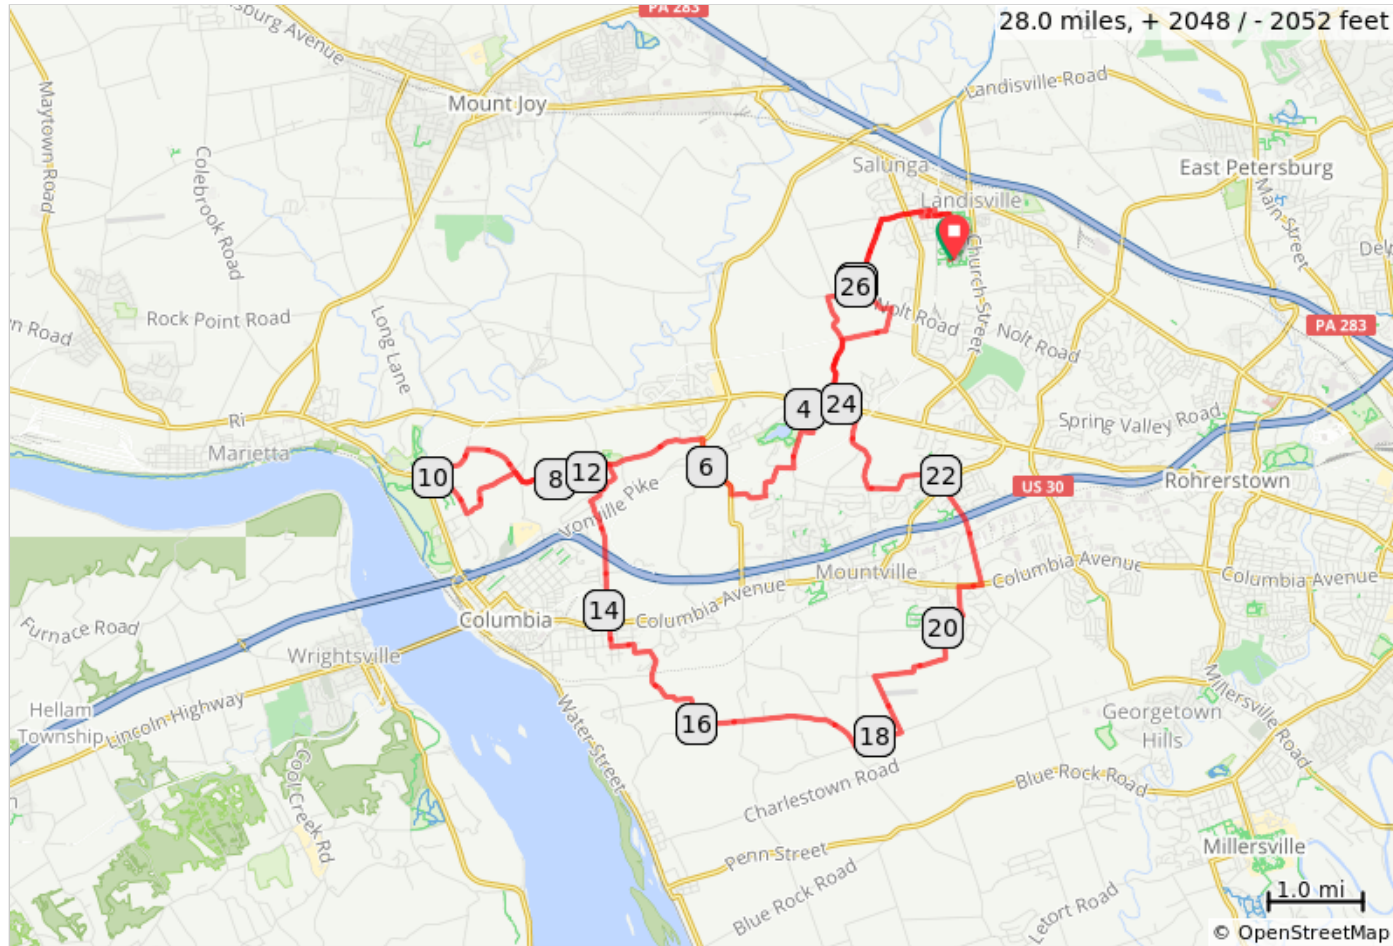 PA 283
28.0 miles, + 2048 / - 2052 feet
Landisville Road
Mount Joy
Maytown Road
Colebrook Road
Salunga
East Petersburg
Landisville
Main Street
Church Street
26
Nolt Road
Nolt Road
PA 283
Rock Point Road
Long Lane
4
24
Spring Valley Road
Marietta
6
8
12
10
22
US 30
Rohrerstown
Pike
Mountville
Columbia Avenue
Columbia Avenue
Columbia Avenue
14
Columbia
20
Furnace Road
Wrightsville
Millersville Road
Lincoln Highway
Hellam
Township
Water Street
16
18
Georgetown
Hills
Cool Creek Rd
Charlestown Road
Blue Rock Road
Penn Street
Millersville
Blue Rock Road
Letort Road
1.0 mi
© OpenStreetMap